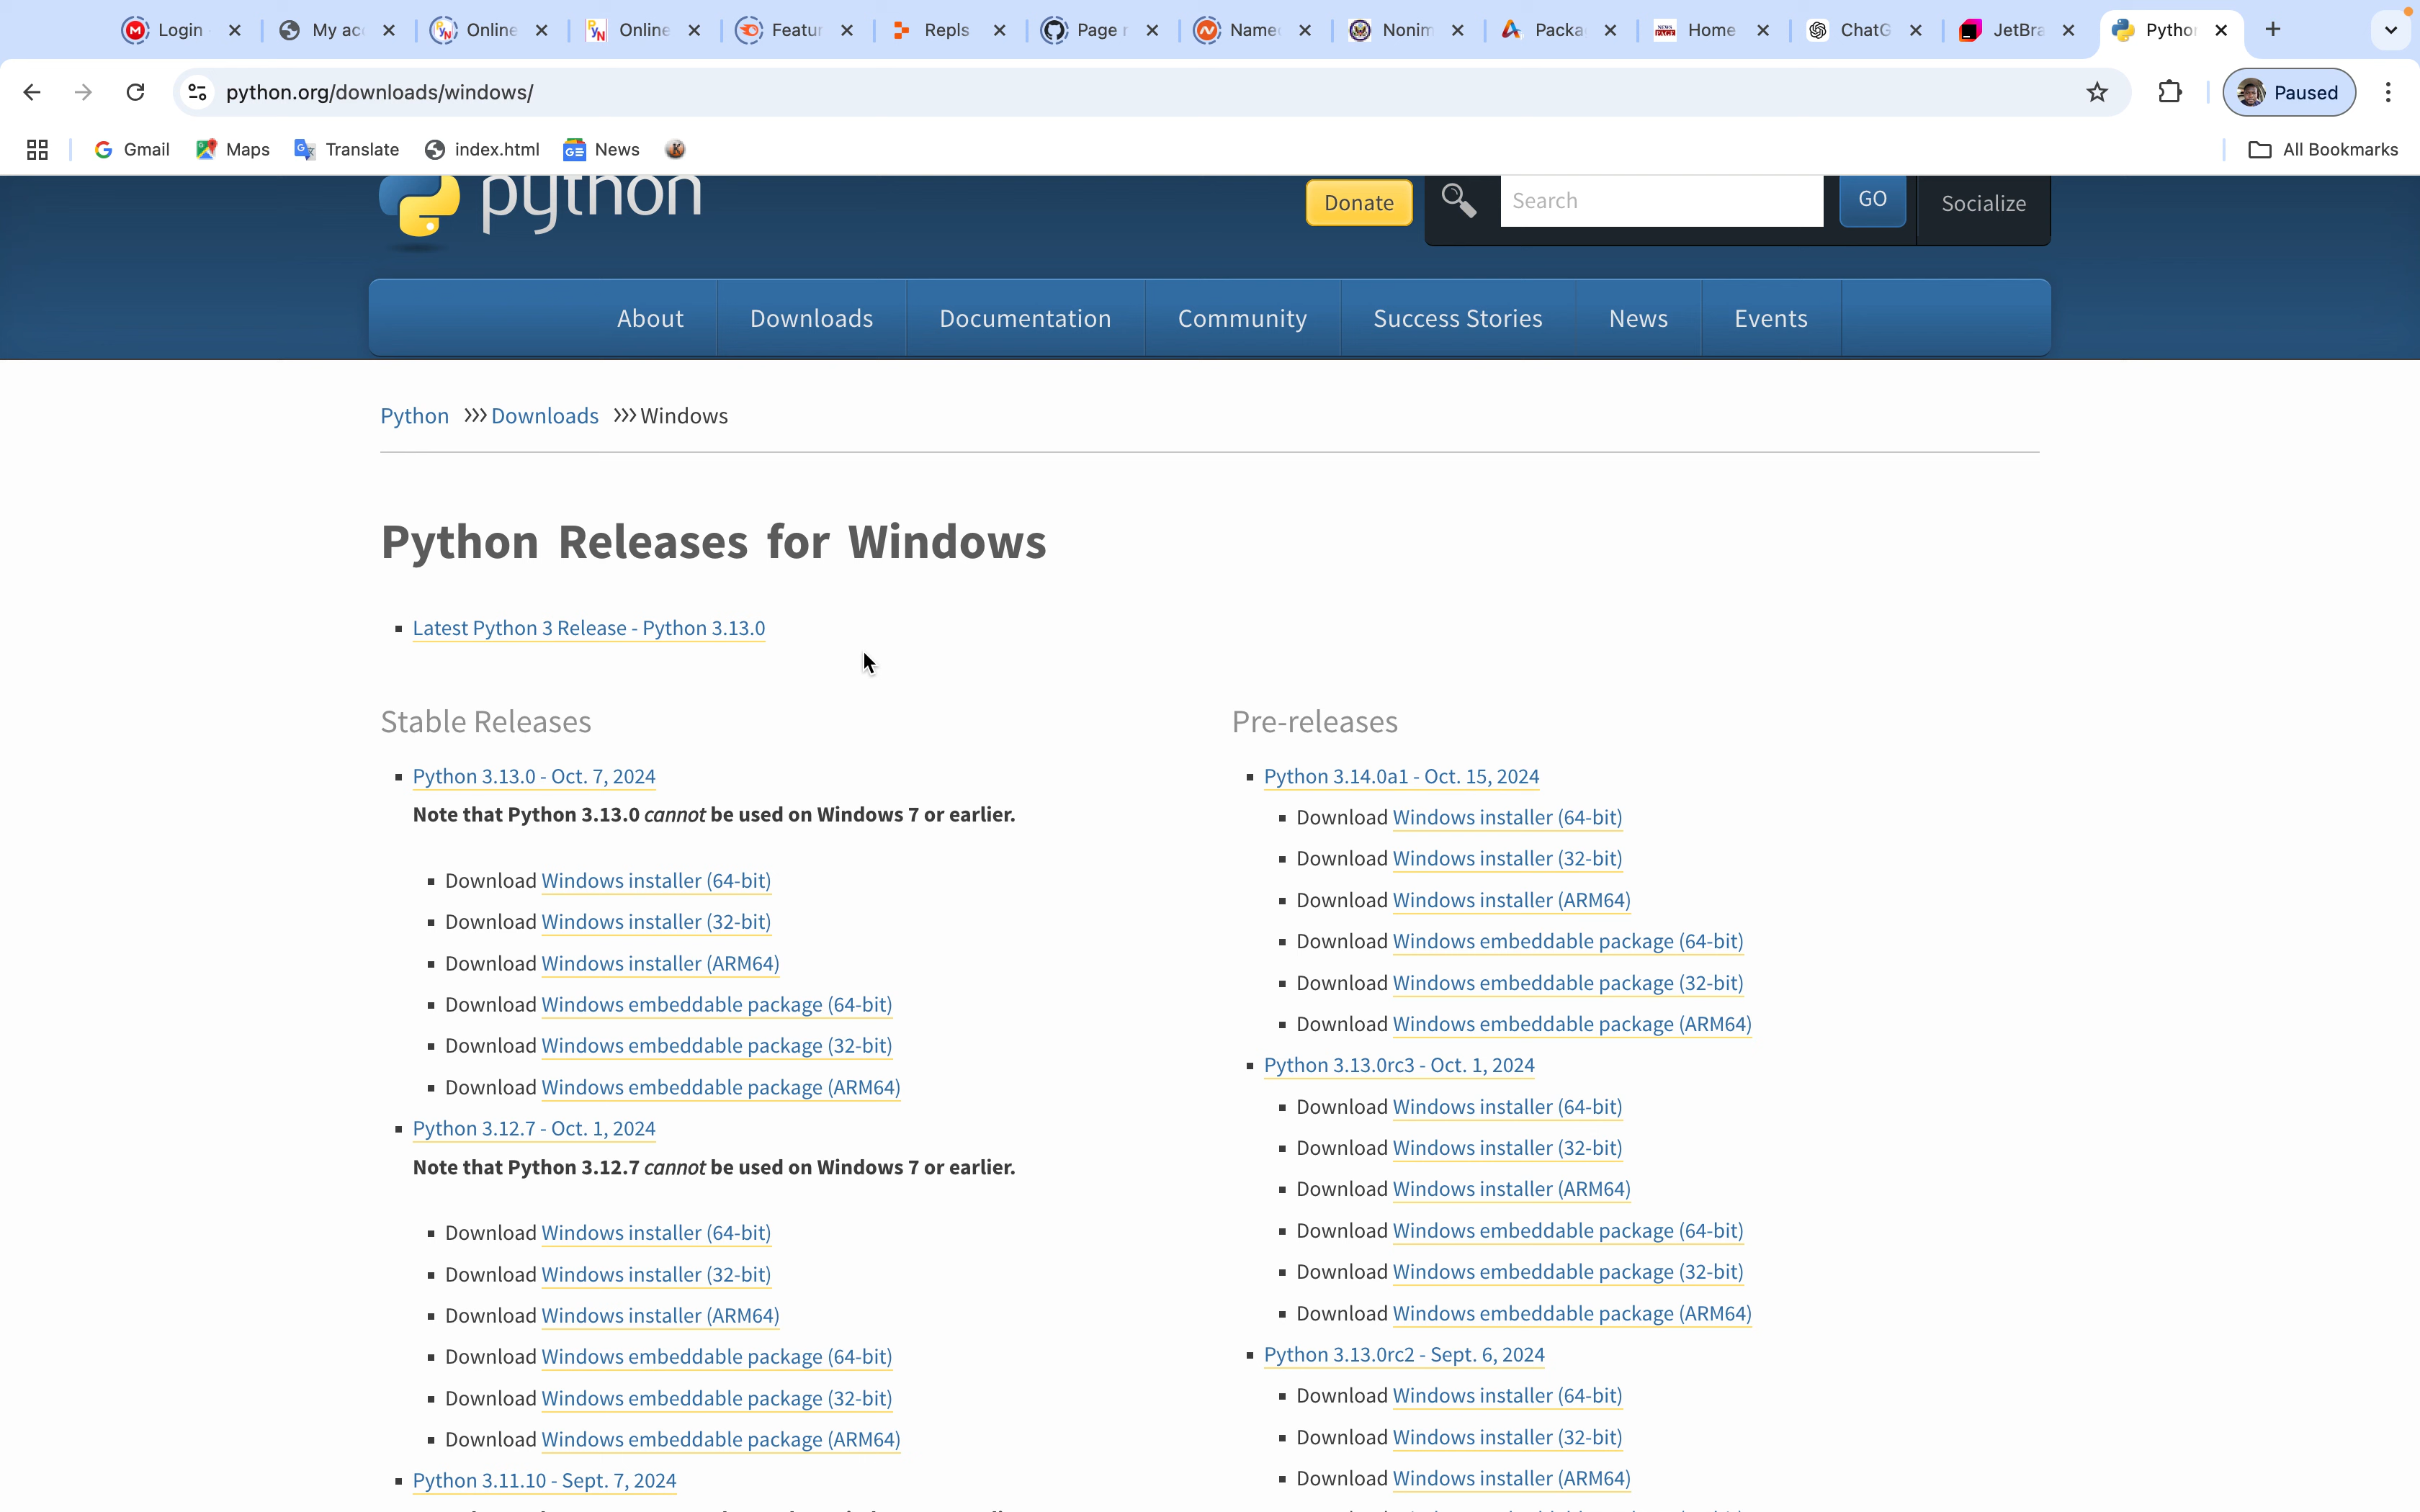 Login
My ac
Online
Online
Featur
Repls
Page r
Name
Nonim
Packa
Home
ChatG
JetBra
Pytho
python.org/downloads/windows/
Paused
Gmail
Maps
Translate
index.html
News
All Bookmarks
python
Donate
Search
GO
Socialize
About
Downloads
Documentation
Community
Success Stories
News
Events
Python >>> Downloads >>> Windows
Python Releases for Windows
Latest Python 3 Release - Python 3.13.0
Stable Releases
Python 3.13.0 - Oct. 7, 2024
Note that Python 3.13.0 cannot be used on Windows 7 or earlier.
Download Windows installer (64-bit)
Download Windows installer (32-bit)
Download Windows installer (ARM64)
Download Windows embeddable package (64-bit)
Download Windows embeddable package (32-bit)
Download Windows embeddable package (ARM64)
Python 3.12.7 - Oct. 1, 2024
Note that Python 3.12.7 cannot be used on Windows 7 or earlier.
Download Windows installer (64-bit)
Download Windows installer (32-bit)
Download Windows installer (ARM64)
Download Windows embeddable package (64-bit)
Download Windows embeddable package (32-bit)
Download Windows embeddable package (ARM64)
Python 3.11.10 - Sept. 7, 2024
Pre-releases
Python 3.14.0a1 - Oct. 15, 2024
Download Windows installer (64-bit)
Download Windows installer (32-bit)
Download Windows installer (ARM64)
Download Windows embeddable package (64-bit)
Download Windows embeddable package (32-bit)
Download Windows embeddable package (ARM64)
Python 3.13.0rc3 - Oct. 1, 2024
Download Windows installer (64-bit)
Download Windows installer (32-bit)
Download Windows installer (ARM64)
Download Windows embeddable package (64-bit)
Download Windows embeddable package (32-bit)
Download Windows embeddable package (ARM64)
Python 3.13.0rc2 - Sept. 6, 2024
Download Windows installer (64-bit)
Download Windows installer (32-bit)
Download Windows installer (ARM64)